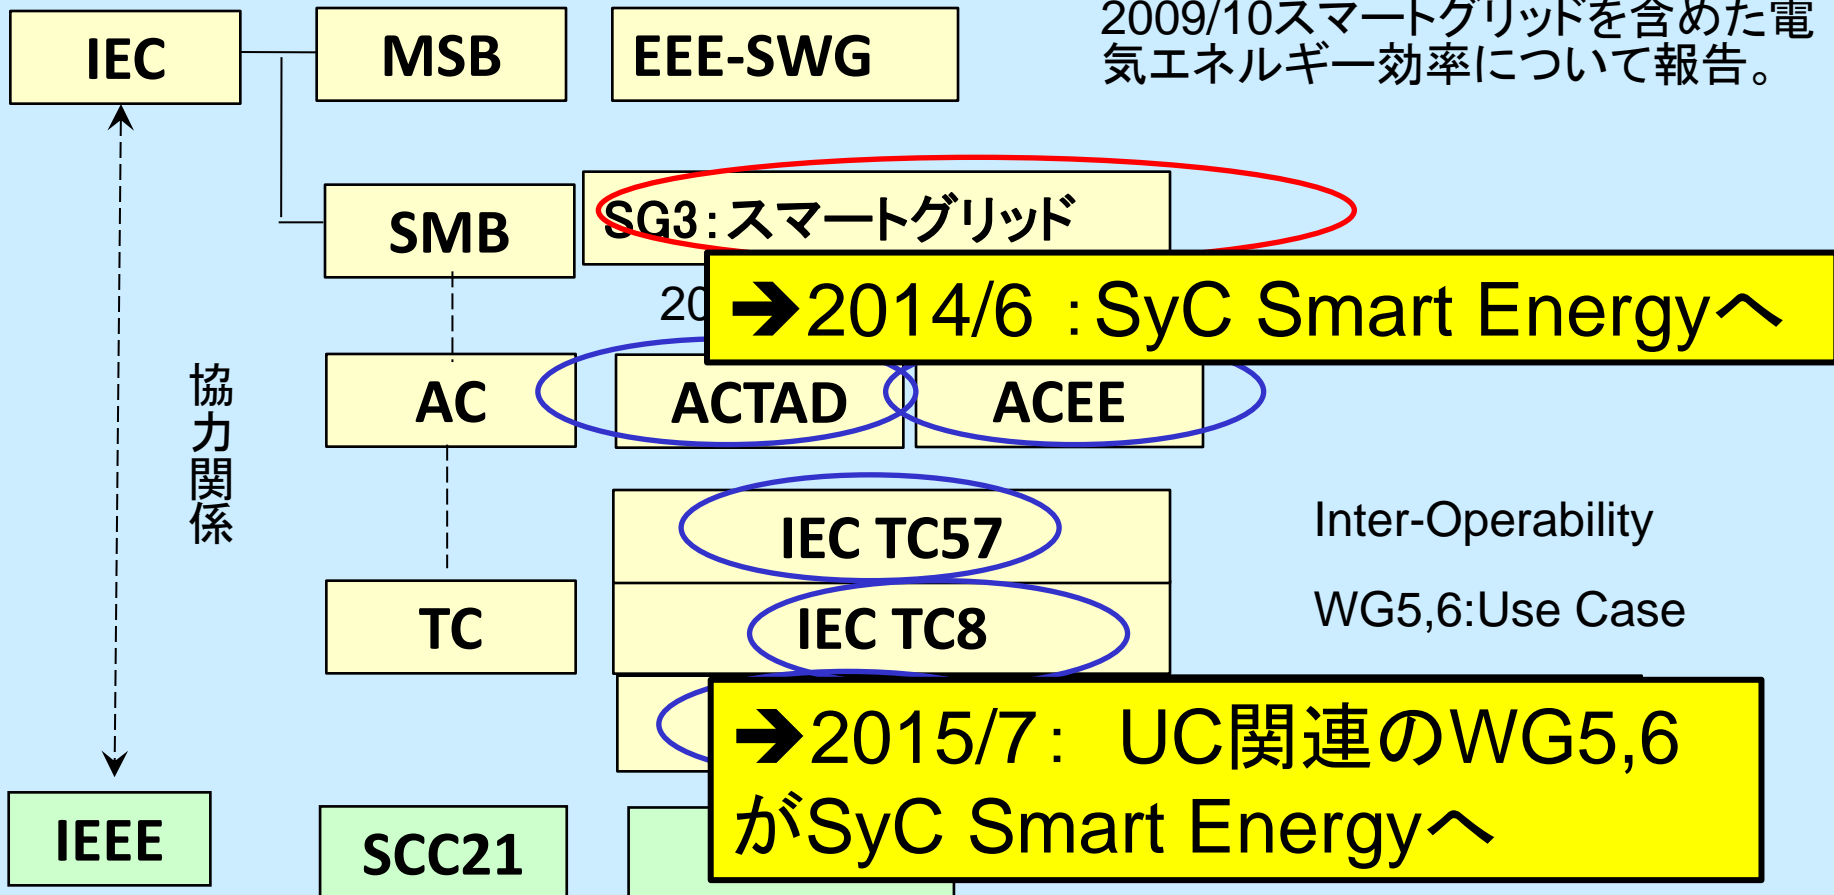 IEC
MSB
EEE-SWG
2009/10スマートグリッドを含めた電
気エネルギー効率について報告。
SMB
SG3：スマートグリッド
20
➔2014/6：SyC Smart Energyへ
協力関係
AC
ACTAD
ACEE
IEC TC57
Inter-Operability
TC
IEC TC8
WG5,6:Use Case
➔2015/7： UC関連のWG5,6
がSyC Smart Energyへ
IEEE
SCC21